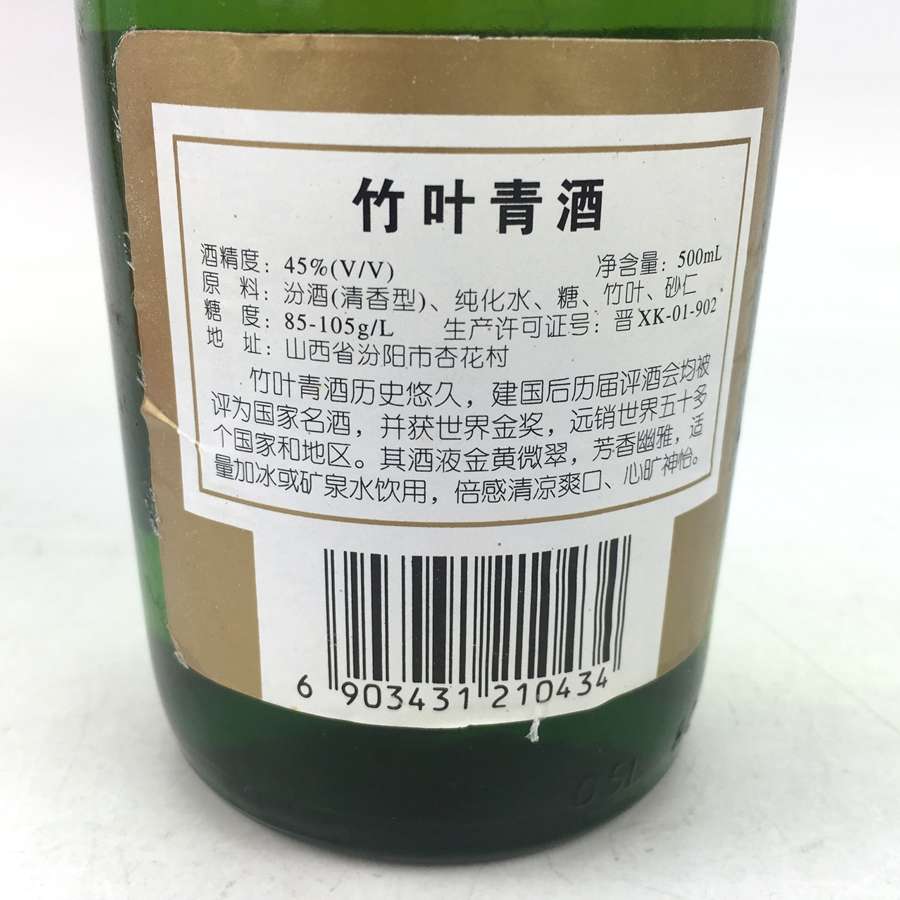 竹叶青酒
酒精度：45%(V/V) 净含量：500mL
原 料：汾酒(清香型)、纯化水、糖、竹叶、砂仁
糖 度：85-105g/L 生产许可证号：晋XK-01-902
地 址：山西省汾阳市杏花村
竹叶青酒历史悠久，建国后历届评酒会均被
评为国家名酒，并获世界金奖，远销世界五十多
个国家和地区。其酒液金黄微翠，芳香幽雅，适
量加冰或矿泉水饮用，倍感清凉爽口、心旷神怡。
6 903431 210434